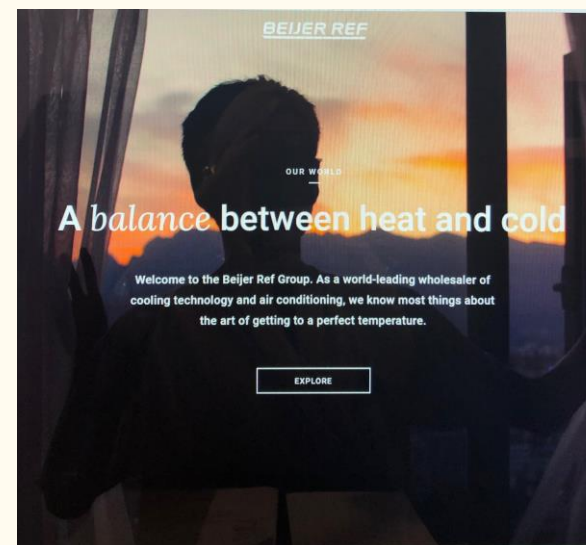 BEIJER REF
OUR WORLD
A balance between heat and cold
Welcome to the Beijer Ref Group. As a world-leading wholesaler of
cooling technology and air conditioning, we know most things about
the art of getting to a perfect temperature.
EXPLORE